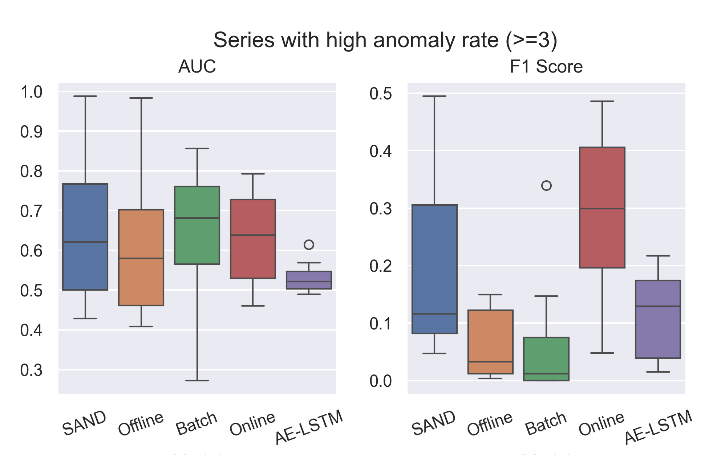 Series with high anomaly rate (>=3)
AUC
F1 Score
1.0
0.9
0.8
0.7
0.6
0.5
0.4
0.3
SAND Offline Batch Online AE-LSTM
0.5
0.4
0.3
0.2
0.1
0.0
SAND Offline Batch Online AE-LSTM